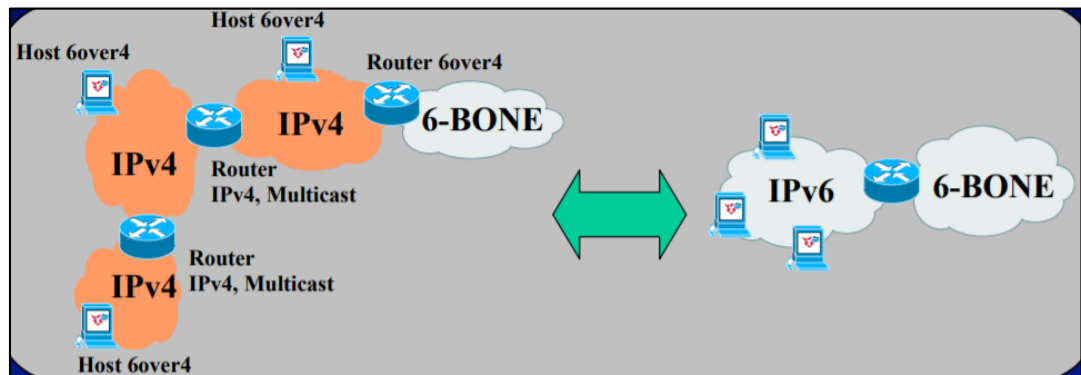 Host 6over4
Host 6over4
Router 6over4
IPv4
6-BONE
IPv4
Router
IPv4, Multicast
IPv4
Router
IPv4, Multicast
Host 6over4
IPv6
6-BONE